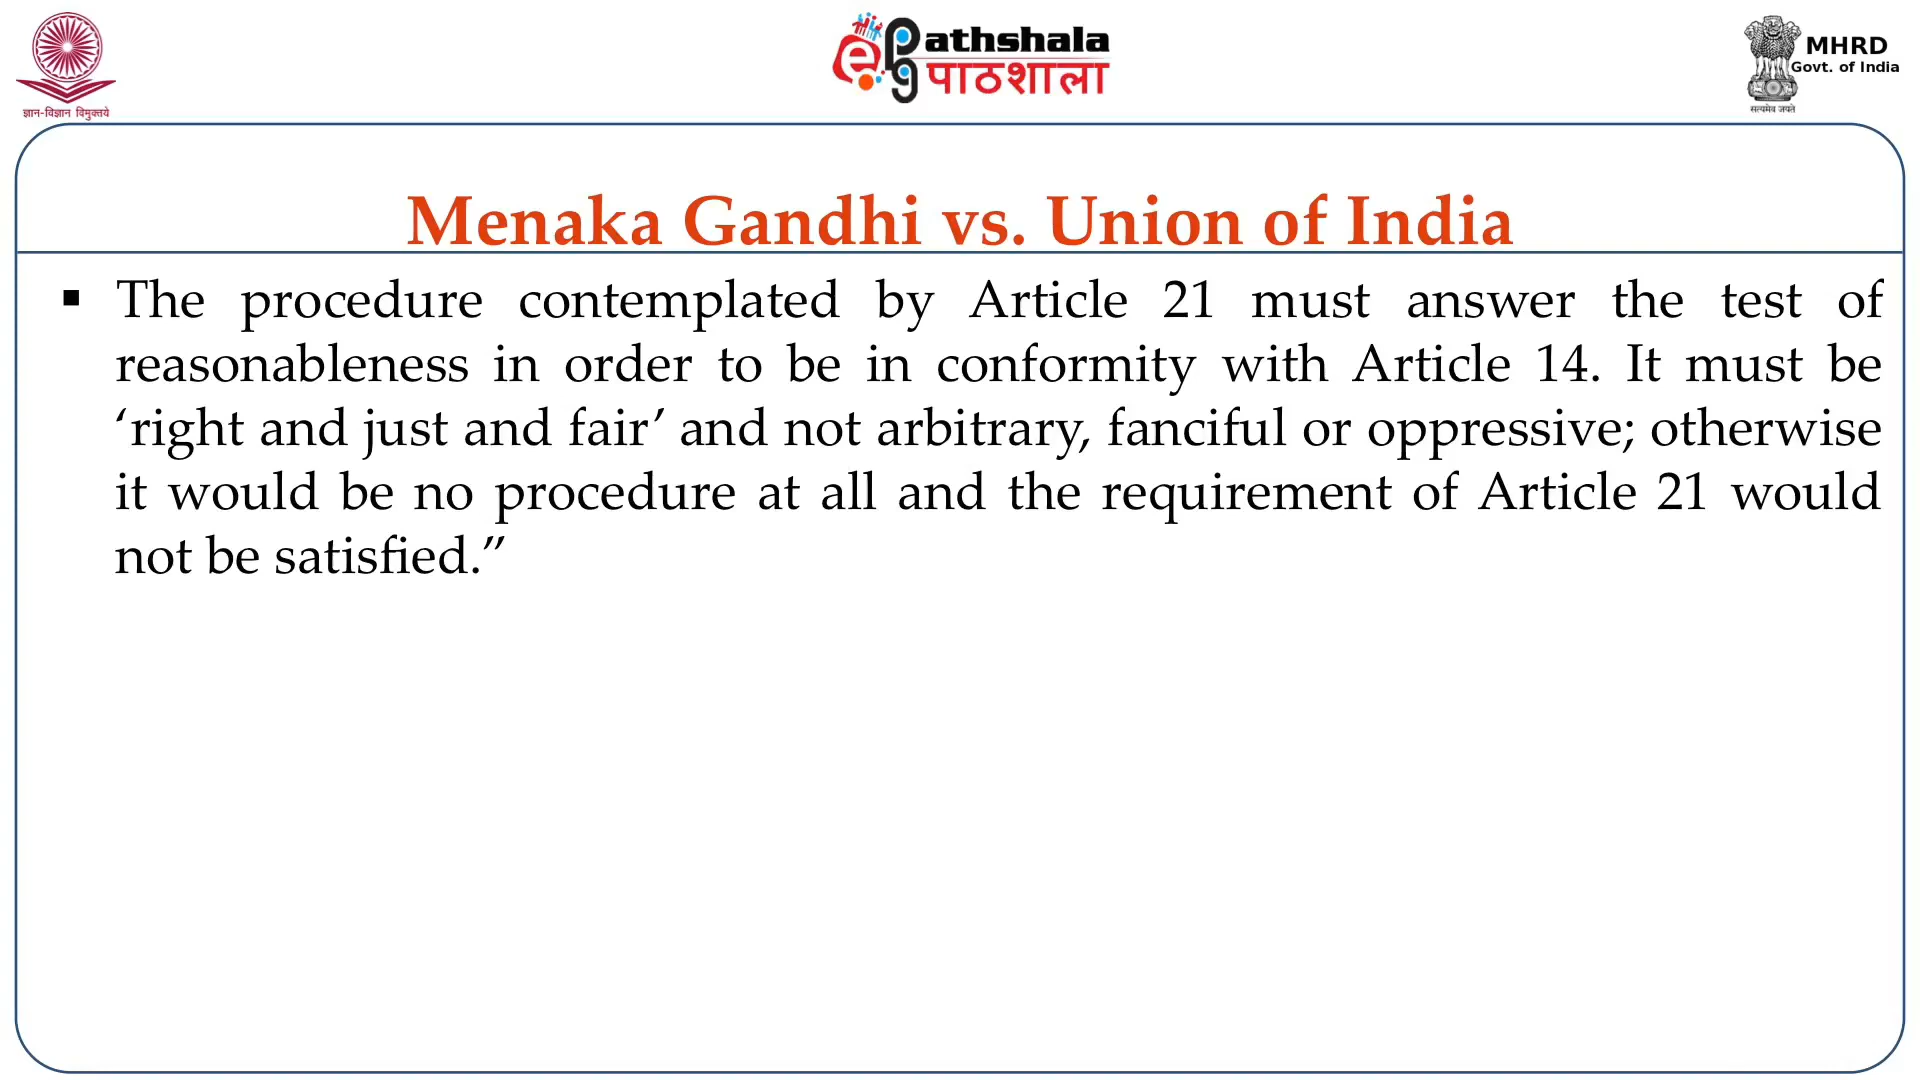 ज्ञान-विज्ञान विमुक्तये
ePathshala
पाठशाला
MHRD
Govt. of India
सत्यमेव जयते
Menaka Gandhi vs. Union of India
▪ The procedure contemplated by Article 21 must answer the test of
reasonableness in order to be in conformity with Article 14. It must be
‘right and just and fair’ and not arbitrary, fanciful or oppressive; otherwise
it would be no procedure at all and the requirement of Article 21 would
not be satisfied.”